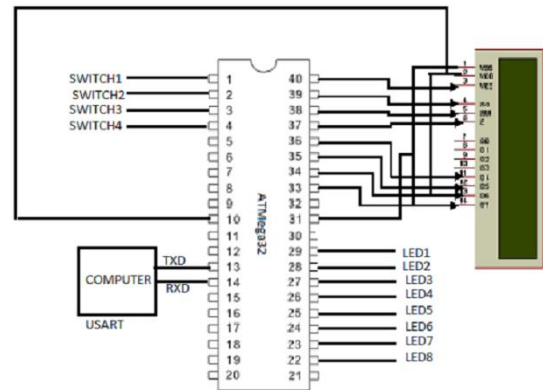 SWITCH1
SWITCH2
SWITCH3
SWITCH4
1 40
2 39
3 38
4 37
5 36
6 35
7 34
8 33
9 32
10 31
11 30
12 29
13 28
14 27
15 26
16 25
17 24
18 23
19 22
20 21
ATMega32
LED1
LED2
LED3
LED4
LED5
LED6
LED7
LED8
COMPUTER
TXD
RXD
USART